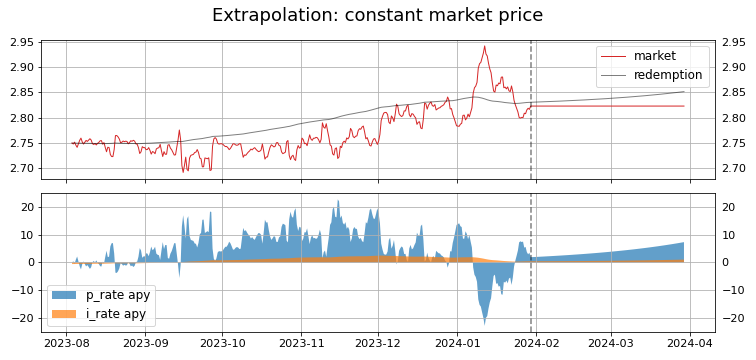 Extrapolation: constant market price
2.95 2.95
2.90 market 2.90
redemption
2.85 2.85
2.80 2.80
2.75 2.75
2.70 2.70
20 20
10 10
0 0
−10 −10
p_rate apy
−20 i_rate apy −20
2023-08 2023-09 2023-10 2023-11 2023-12 2024-01 2024-02 2024-03 2024-04